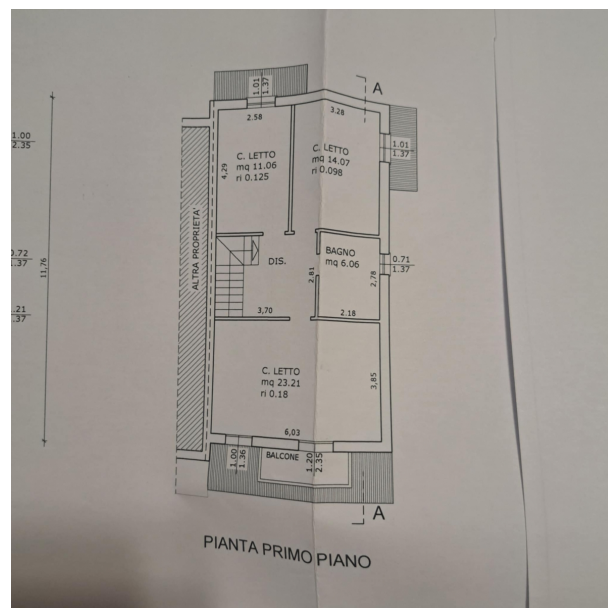 A
1.01
1.37
2.58
3.28
1.00
2.35
C. LETTO
mq 11.06
ri 0.125
C. LETTO
mq 14.07
ri 0.098
1.01
1.37
4,29
ALTRA PROPRIETA'
11,76
0.72
1.37
DIS.
2,81
BAGNO
mq 6.06
2,78
0.71
1.37
.21
.37
3,70
2.18
C. LETTO
mq 23.21
ri 0.18
3,85
6,03
1.00
1.36
BALCONE
1.20
2.35
A
PIANTA PRIMO PIANO